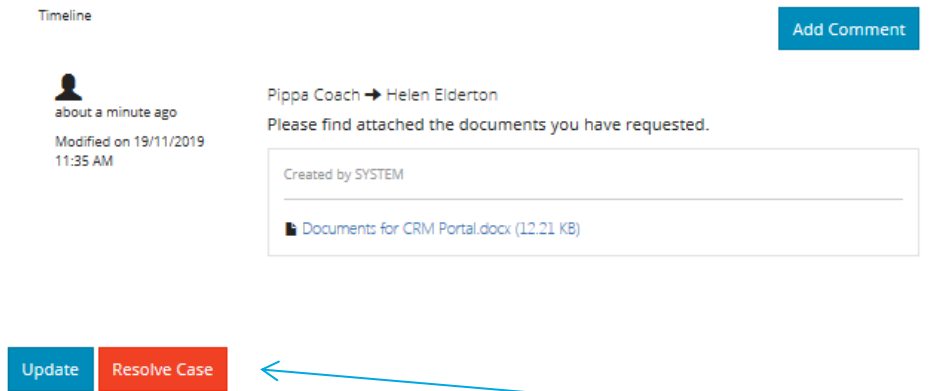 Timeline
Add Comment
about a minute ago
Modified on 19/11/2019
11:35 AM
Pippa Coach → Helen Elderton
Please find attached the documents you have requested.
Created by SYSTEM
Documents for CRM Portal.docx (12.21 KB)
Update
Resolve Case